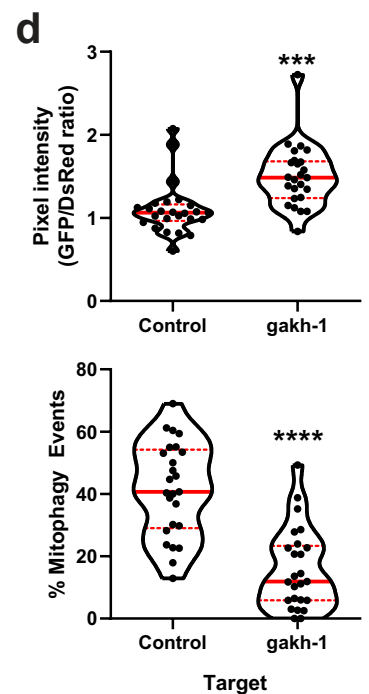 d
Pixel intensity
(GFP/DsRed ratio)
3
2
1
0
***
Control
gakh-1
% Mitophagy Events
80
60
40
20
0
****
Control
gakh-1
Target